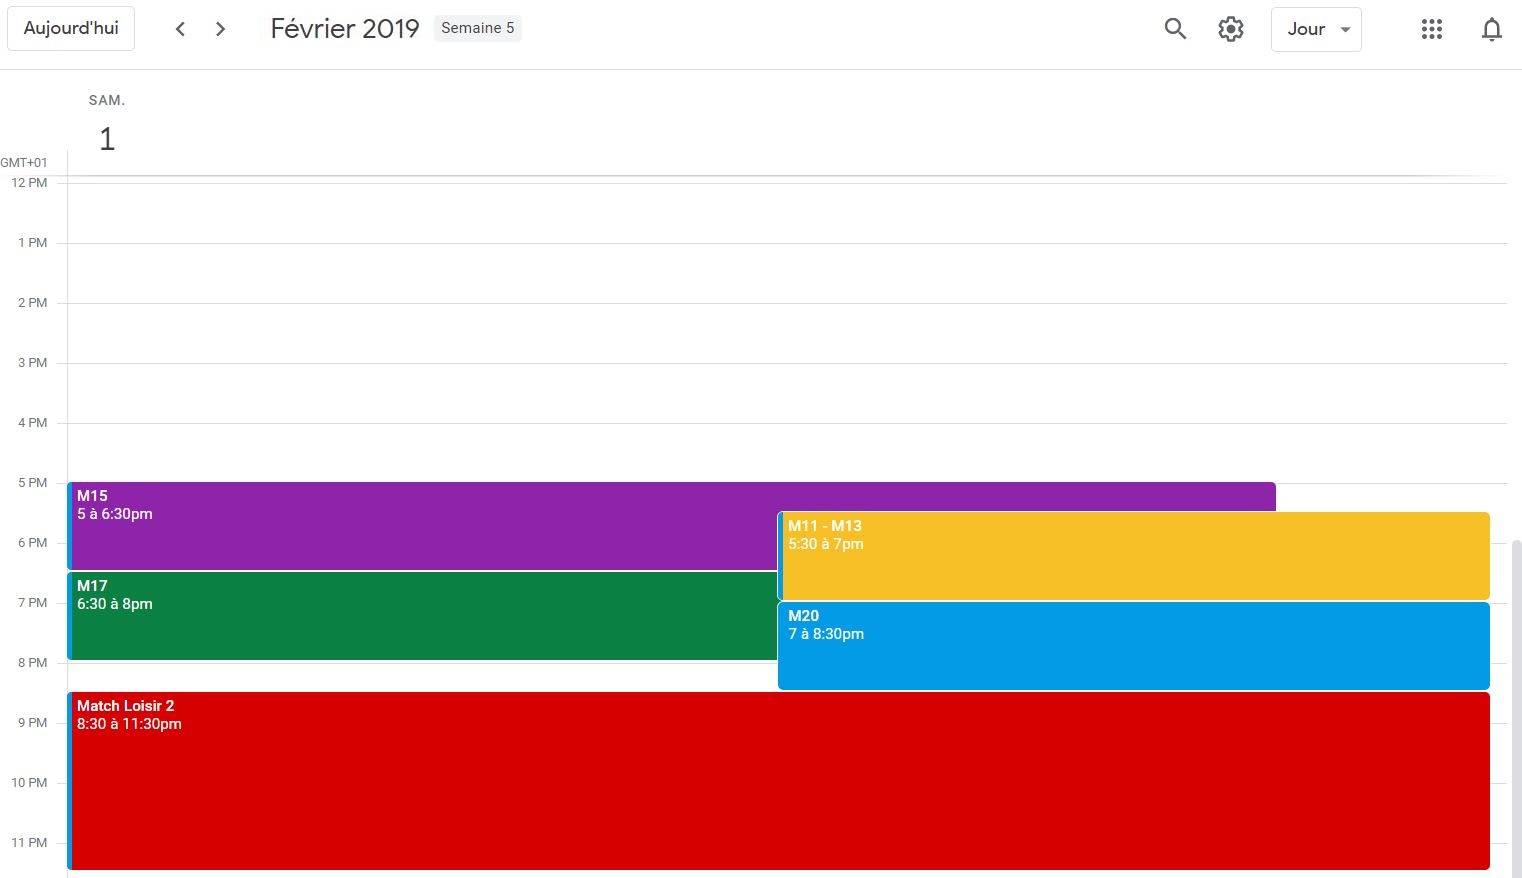 Aujourd'hui
Février 2019
Semaine 5
Jour
SAM.
1
GMT+01
12 PM
1 PM
2 PM
3 PM
4 PM
5 PM
M15
5 à 6:30pm
M11 - M13
5:30 à 7pm
6 PM
M17
6:30 à 8pm
7 PM
M20
7 à 8:30pm
8 PM
Match Loisir 2
8:30 à 11:30pm
9 PM
10 PM
11 PM